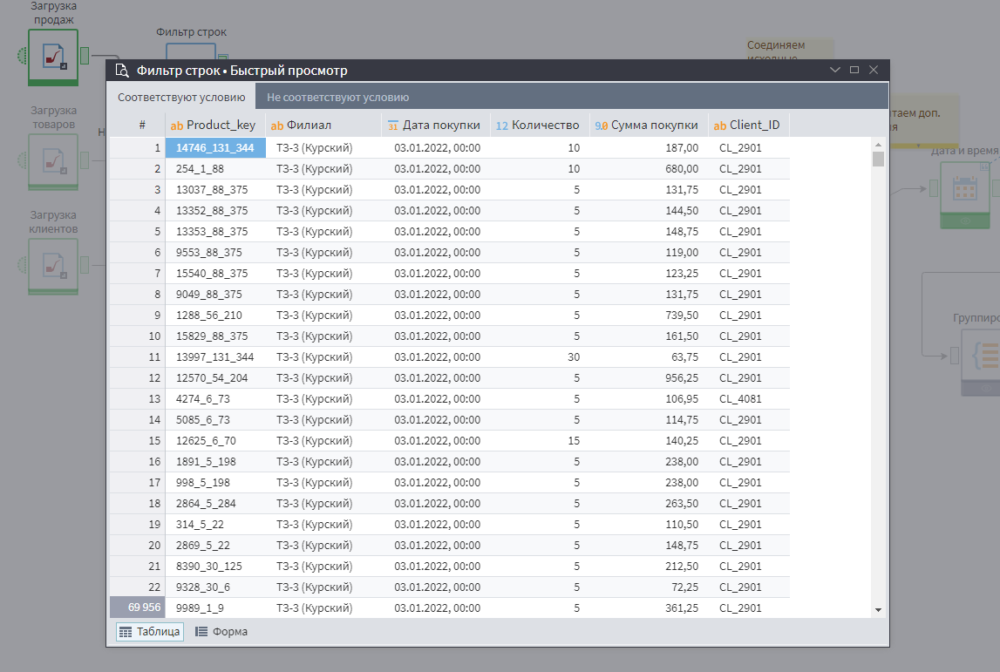 Загрузка
продаж
Фильтр строк
Соединяем
исходные
Фильтр строк • Быстрый просмотр
Соответствуют условию Не соответствуют условию
# ab Product_key ab Филиал 31 Дата покупки 12 Количество 9.0 Сумма покупки ab Client_ID
1 14746_131_344 ТЗ-3 (Курский) 03.01.2022, 00:00 10 187,00 CL_2901
2 254_1_88 ТЗ-3 (Курский) 03.01.2022, 00:00 10 680,00 CL_2901
3 13037_88_375 ТЗ-3 (Курский) 03.01.2022, 00:00 5 131,75 CL_2901
4 13352_88_375 ТЗ-3 (Курский) 03.01.2022, 00:00 5 144,50 CL_2901
5 13353_88_375 ТЗ-3 (Курский) 03.01.2022, 00:00 5 148,75 CL_2901
6 9553_88_375 ТЗ-3 (Курский) 03.01.2022, 00:00 5 119,00 CL_2901
7 15540_88_375 ТЗ-3 (Курский) 03.01.2022, 00:00 5 123,25 CL_2901
8 9049_88_375 ТЗ-3 (Курский) 03.01.2022, 00:00 5 131,75 CL_2901
9 1288_56_210 ТЗ-3 (Курский) 03.01.2022, 00:00 5 739,50 CL_2901
10 15829_88_375 ТЗ-3 (Курский) 03.01.2022, 00:00 5 161,50 CL_2901
11 13997_131_344 ТЗ-3 (Курский) 03.01.2022, 00:00 30 63,75 CL_2901
12 12570_54_204 ТЗ-3 (Курский) 03.01.2022, 00:00 5 956,25 CL_2901
13 4274_6_73 ТЗ-3 (Курский) 03.01.2022, 00:00 5 106,95 CL_4081
14 5085_6_73 ТЗ-3 (Курский) 03.01.2022, 00:00 5 114,75 CL_2901
15 12625_6_70 ТЗ-3 (Курский) 03.01.2022, 00:00 15 140,25 CL_2901
16 1891_5_198 ТЗ-3 (Курский) 03.01.2022, 00:00 5 238,00 CL_2901
17 998_5_198 ТЗ-3 (Курский) 03.01.2022, 00:00 5 238,00 CL_2901
18 2864_5_284 ТЗ-3 (Курский) 03.01.2022, 00:00 5 263,50 CL_2901
19 314_5_22 ТЗ-3 (Курский) 03.01.2022, 00:00 5 110,50 CL_2901
20 2869_5_22 ТЗ-3 (Курский) 03.01.2022, 00:00 5 148,75 CL_2901
21 8390_30_125 ТЗ-3 (Курский) 03.01.2022, 00:00 5 212,50 CL_2901
22 9328_30_6 ТЗ-3 (Курский) 03.01.2022, 00:00 5 72,25 CL_2901
69 956 9989_1_9 ТЗ-3 (Курский) 03.01.2022, 00:00 5 361,25 CL_2901
Таблица Форма
Загрузка
товаров
Загрузка
клиентов
доп.
Дата и время